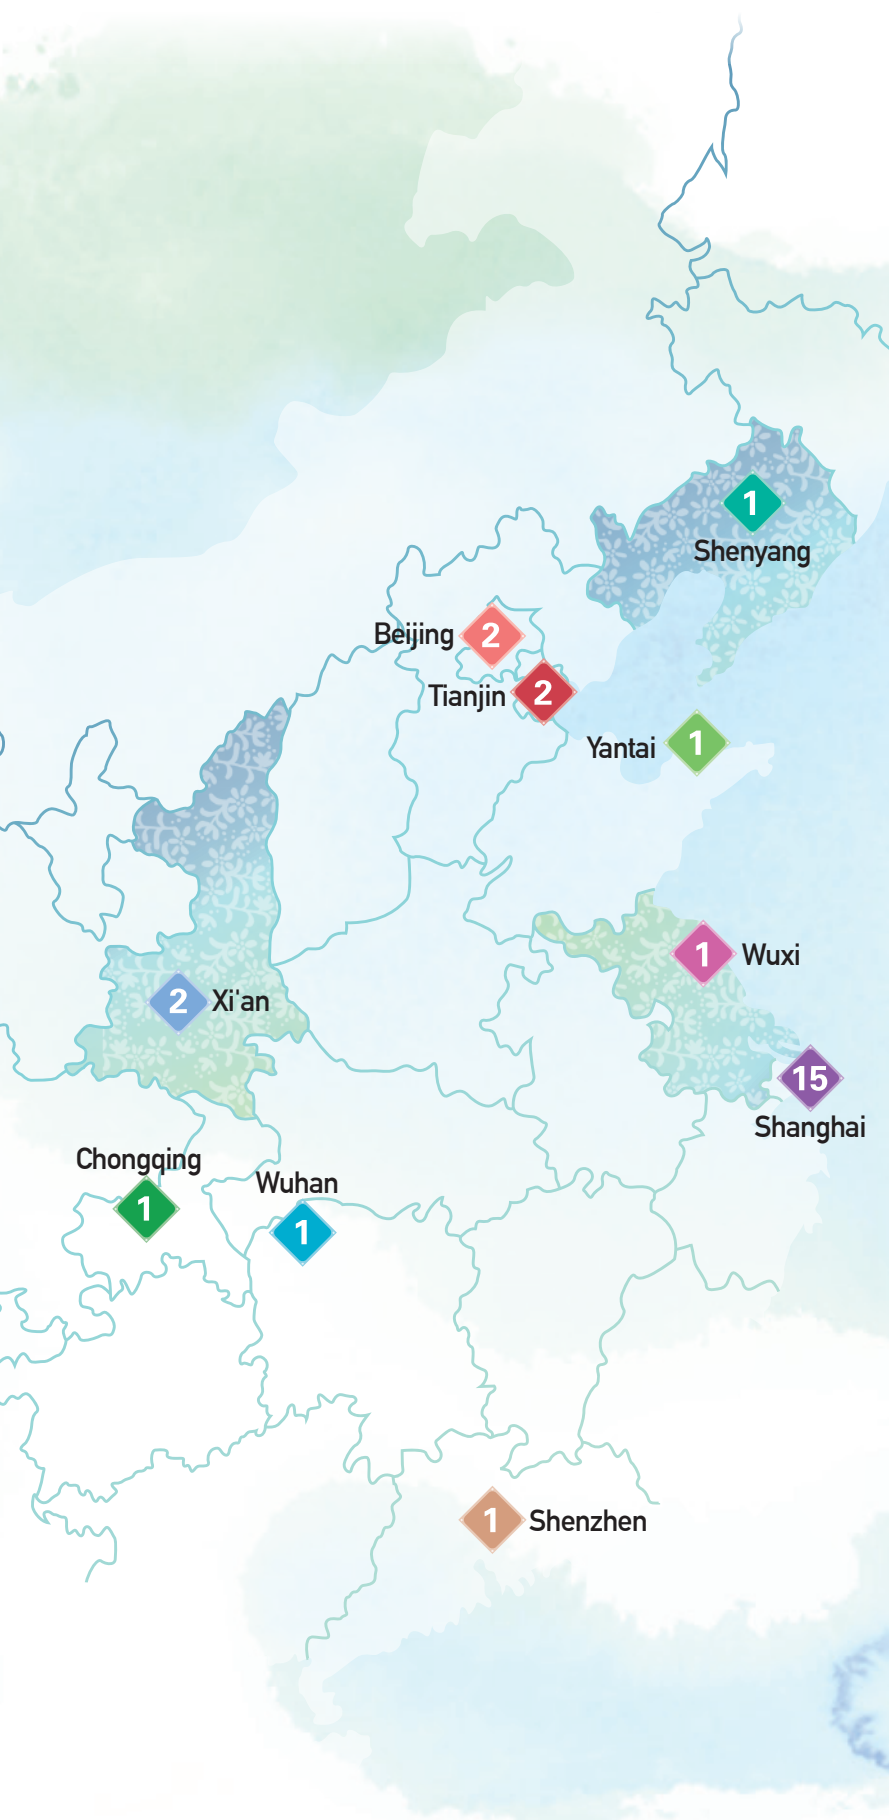 1
Shenyang
Beijing 2
Tianjin 2
Yantai 1
1 Wuxi
2 Xi'an
15
Shanghai
Chongqing
1
Wuhan
1
1 Shenzhen